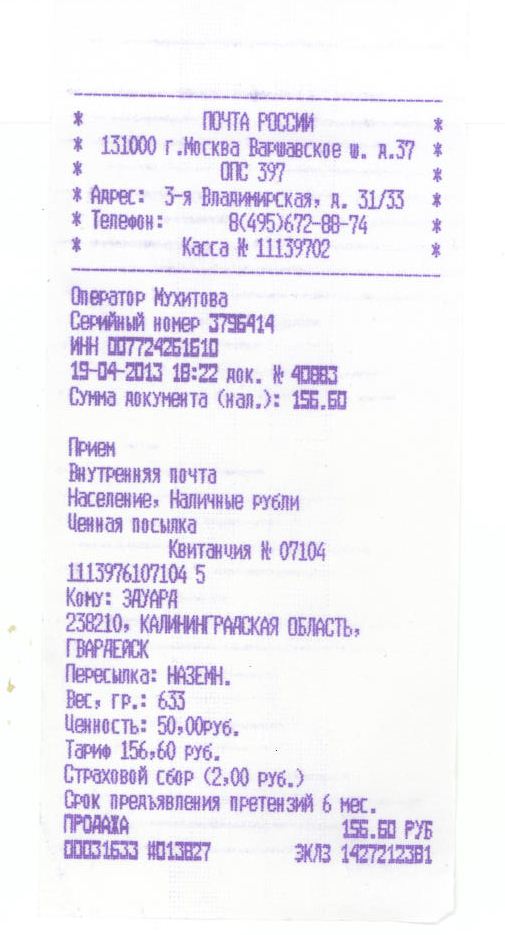 * ПОЧТА РОССИИ *
* 131000 г.Москва Варшавское ш. д.37 *
* ОПС 397 *
* Адрес: 3-я Владимирская, д. 31/33 *
* Телефон: 8(495)672-88-74 *
* Касса № 11139702 *
Оператор Мухитова
Серийный номер 3796414
ИНН 007724261610
19-04-2013 18:22 док. № 40883
Сумма документа (нал.): 156.60
Прием
Внутренняя почта
Население, Наличные рубли
Ценная посылка
Квитанция № 07104
1113976107104 5
Кому: ЭДУАРД
238210, КАЛИНИНГРАДСКАЯ ОБЛАСТЬ,
ГВАРДЕЙСК
Пересылка: НАЗЕМН.
Вес, гр.: 633
Ценность: 50,00руб.
Тариф 156,60 руб.
Страховой сбор (2,00 руб.)
Срок предъявления претензий 6 мес.
ПРОДАЖА 156.60 РУБ
00031633 #013827 ЭКЛЗ 1427212381